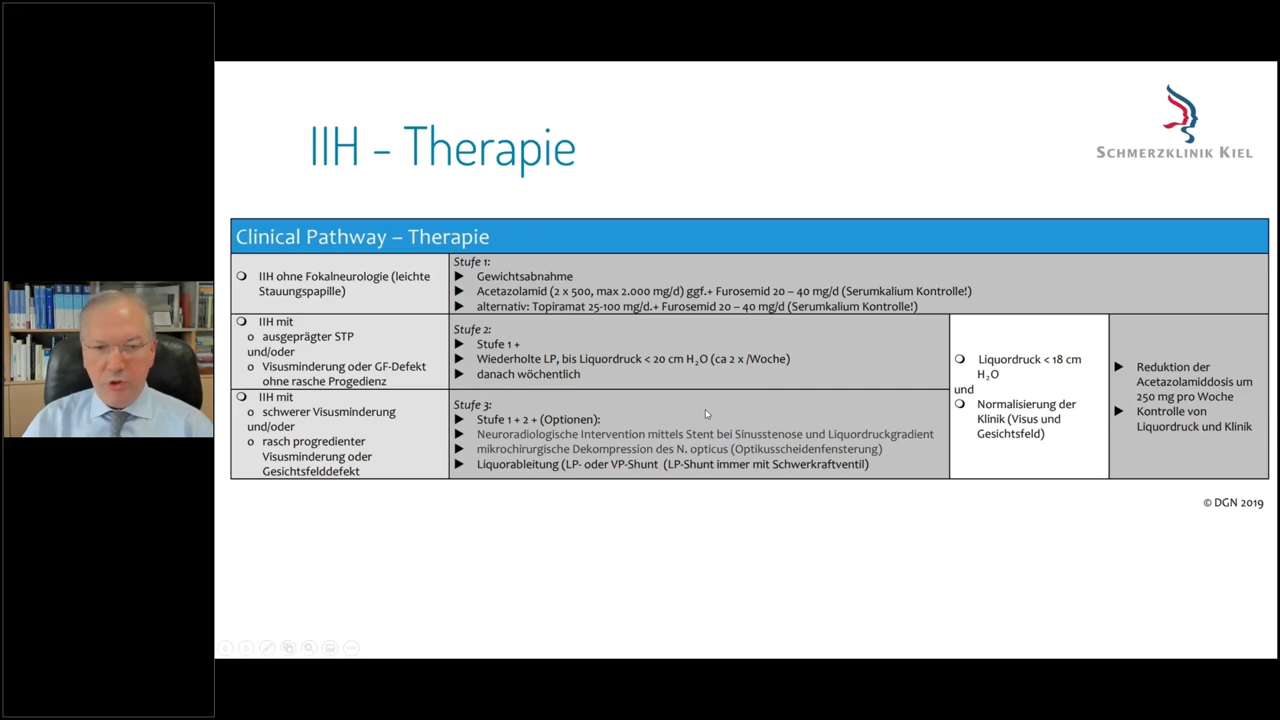 IIH – Therapie
SCHMERZKLINIK KIEL
Clinical Pathway – Therapie
IIH ohne Fokalneurologie (leichte
Stauungspapille)
Stufe 1:
Gewichtsabnahme
Acetazolamid (2 x 500, max 2.000 mg/d) ggf.+ Furosemid 20 – 40 mg/d (Serumkalium Kontrolle!)
alternativ: Topiramat 25-100 mg/d.+ Furosemid 20 – 40 mg/d (Serumkalium Kontrolle!)
IIH mit
o ausgeprägter STP
und/oder
o Visusminderung oder GF-Defekt
ohne rasche Progedienz
Stufe 2:
Stufe 1 +
Wiederholte LP, bis Liquordruck < 20 cm H₂O (ca 2 x /Woche)
danach wöchentlich
IIH mit
o schwerer Visusminderung
und/oder
o rasch progredienter
Visusminderung oder
Gesichtsfelddefekt
Stufe 3:
Stufe 1 + 2 + (Optionen):
Neuroradiologische Intervention mittels Stent bei Sinusstenose und Liquordruckgradient
mikrochirurgische Dekompression des N. opticus (Optikusscheidenfensterung)
Liquorableitung (LP- oder VP-Shunt (LP-Shunt immer mit Schwerkraftventil)
Liquordruck < 18 cm
H₂O
und
Normalisierung der
Klinik (Visus und
Gesichtsfeld)
Reduktion der
Acetazolamiddosis um
250 mg pro Woche
Kontrolle von
Liquordruck und Klinik
© DGN 2019